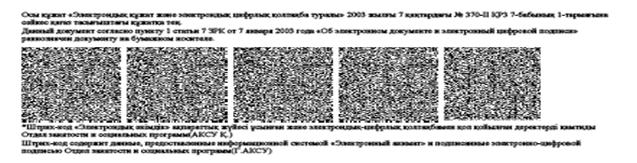 Осы құжат «Электрондық құжат және электрондық цифрлық қолтаңба туралы» 2003 жылғы 7 қаңтардағы № 370-II ҚРЗ 7-бабының 1-тармағына
сәйкес қағаз тасығыштағы құжатқа тең.
Данный документ согласно пункту 1 статьи 7 ЗРК от 7 января 2003 года «Об электронном документе и электронной цифровой подписи»
равнозначен документу на бумажном носителе.
*Штрих-код «Электрондық әкімдік» ақпараттық жүйесі ұсынған және электрондық-цифрлық қолтаңбамен қол қойылған деректерді қамтиды
Отдел занятости и социальных программ(АКСУ Қ.)
Штрих-код содержит данные, предоставленные информационной системой «Электронный акимат» и подписанные электронно-цифровой
подписью Отдел занятости и социальных программ(Г.АКСУ)